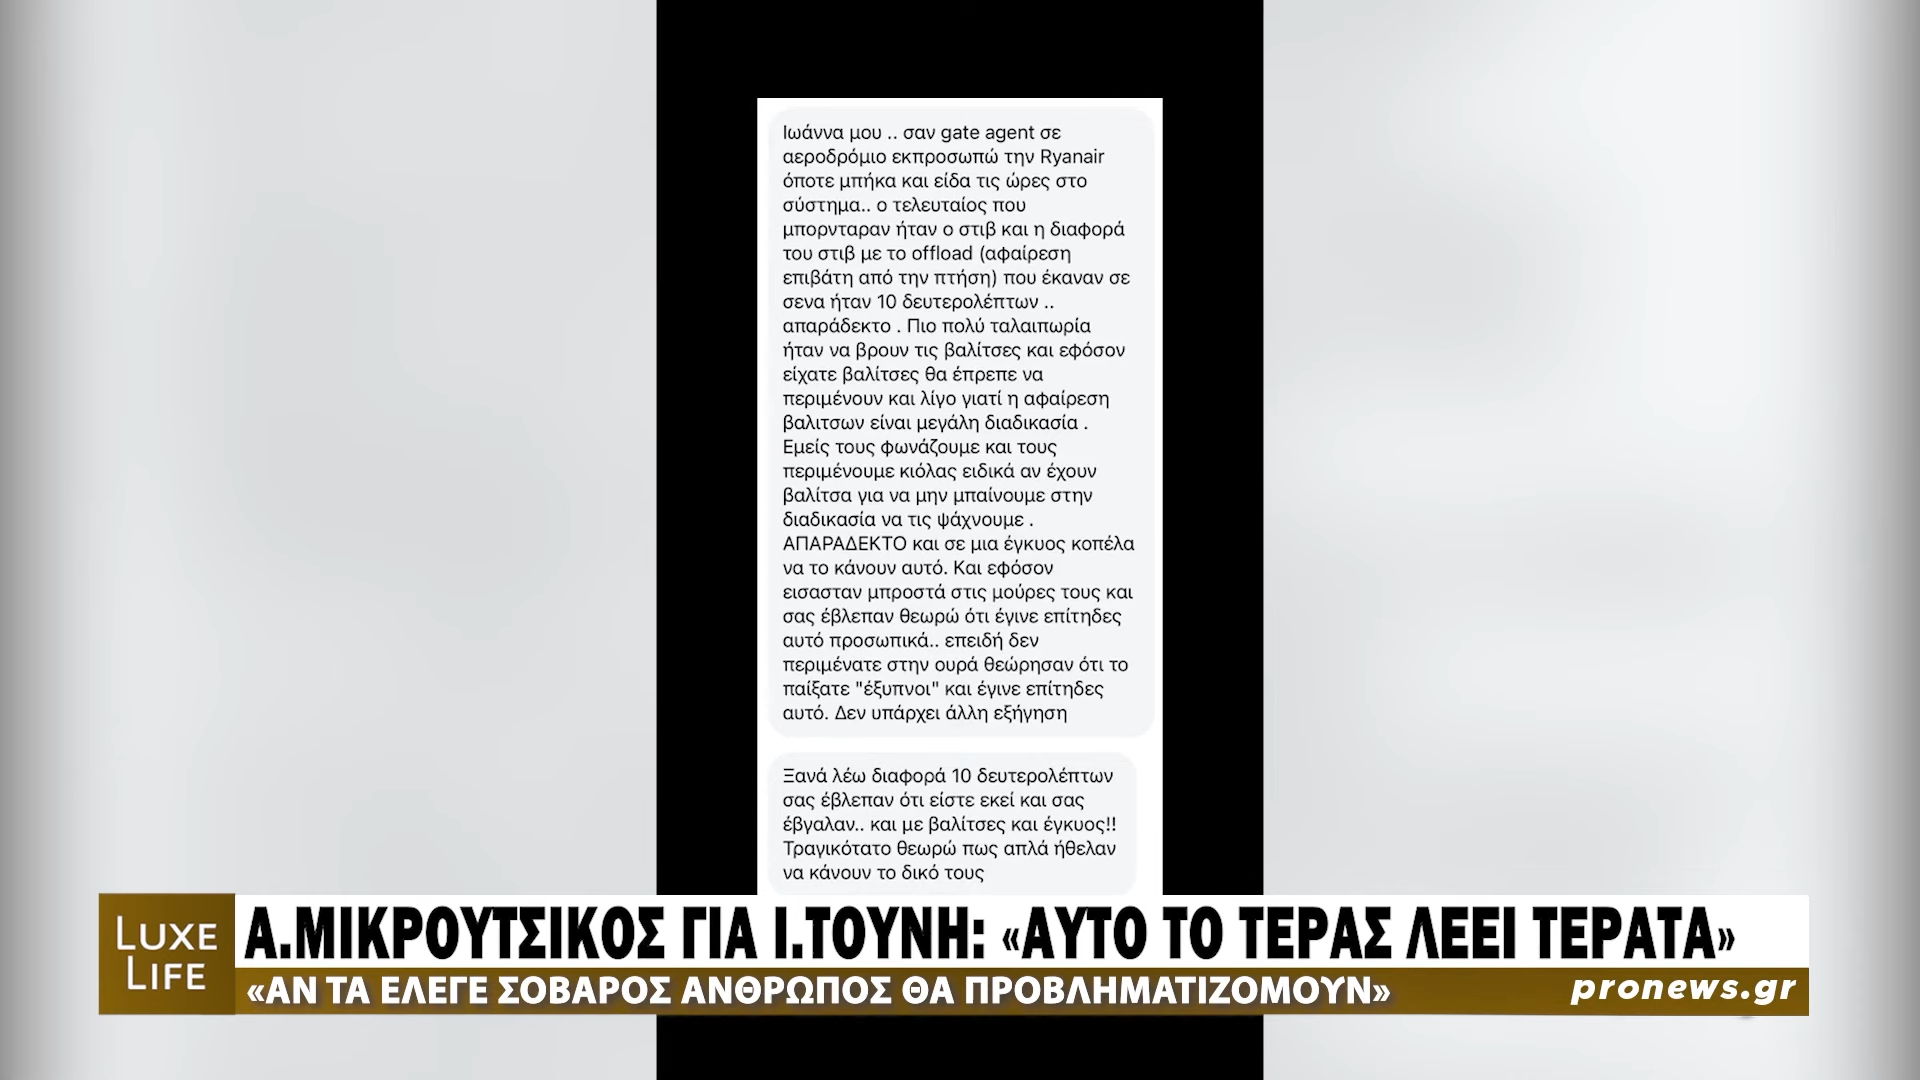 Ιωάννα μου .. σαν gate agent σε
αεροδρόμιο εκπροσωπώ την Ryanair
όποτε μπήκα και είδα τις ώρες στο
σύστημα.. ο τελευταίος που
μπορνταραν ήταν ο στιβ και η διαφορά
του στιβ με το offload (αφαίρεση
επιβάτη από την πτήση) που έκαναν σε
σενα ήταν 10 δευτερολέπτων ..
απαράδεκτο . Πιο πολύ ταλαιπωρία
ήταν να βρουν τις βαλίτσες και εφόσον
είχατε βαλίτσες θα έπρεπε να
περιμένουν και λίγο γιατί η αφαίρεση
βαλιτσων είναι μεγάλη διαδικασία .
Εμείς τους φωνάζουμε και τους
περιμένουμε κιόλας ειδικά αν έχουν
βαλίτσα για να μην μπαίνουμε στην
διαδικασία να τις ψάχνουμε .
ΑΠΑΡΑΔΕΚΤΟ και σε μια έγκυος κοπέλα
να το κάνουν αυτό. Και εφόσον
εισασταν μπροστά στις μούρες τους και
σας έβλεπαν θεωρώ ότι έγινε επίτηδες
αυτό προσωπικά.. επειδή δεν
περιμένατε στην ουρά θεώρησαν ότι το
παίξατε "έξυπνοι" και έγινε επίτηδες
αυτό. Δεν υπάρχει άλλη εξήγηση
Ξανά λέω διαφορά 10 δευτερολέπτων
σας έβλεπαν ότι είστε εκεί και σας
έβγαλαν.. και με βαλίτσες και έγκυος!!
Τραγικότατο θεωρώ πως απλά ήθελαν
να κάνουν το δικό τους
LUXE
LIFE
Α.ΜΙΚΡΟΥΤΣΙΚΟΣ ΓΙΑ Ι.ΤΟΥΝΗ: «ΑΥΤΟ ΤΟ ΤΕΡΑΣ ΛΕΕΙ ΤΕΡΑΤΑ»
«ΑΝ ΤΑ ΕΛΕΓΕ ΣΟΒΑΡΟΣ ΑΝΘΡΩΠΟΣ ΘΑ ΠΡΟΒΛΗΜΑΤΙΖΟΜΟΥΝ»
pronews.gr